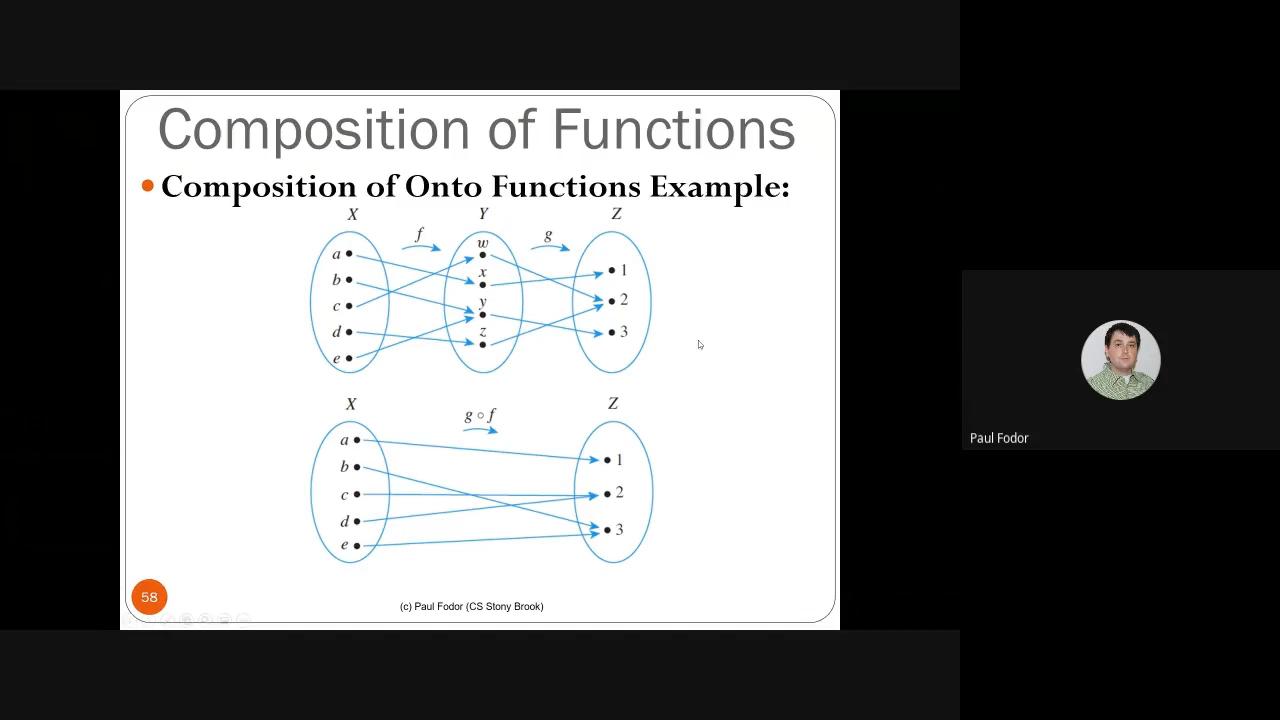 Composition of Functions
Composition of Onto Functions Example:
X Y Z
f g
a w 1
b x 2
c y 3
d z
e
X Z
g ∘ f
a 1
b 2
c 3
d
e
58
(c) Paul Fodor (CS Stony Brook)
Paul Fodor